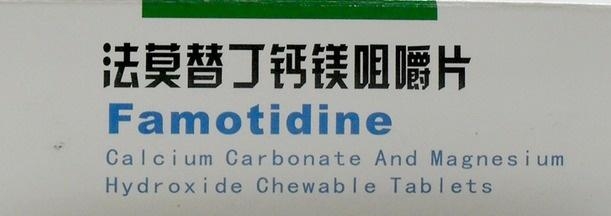 法莫替丁钙镁咀嚼片
Famotidine
Calcium Carbonate And Magnesium
Hydroxide Chewable Tablets